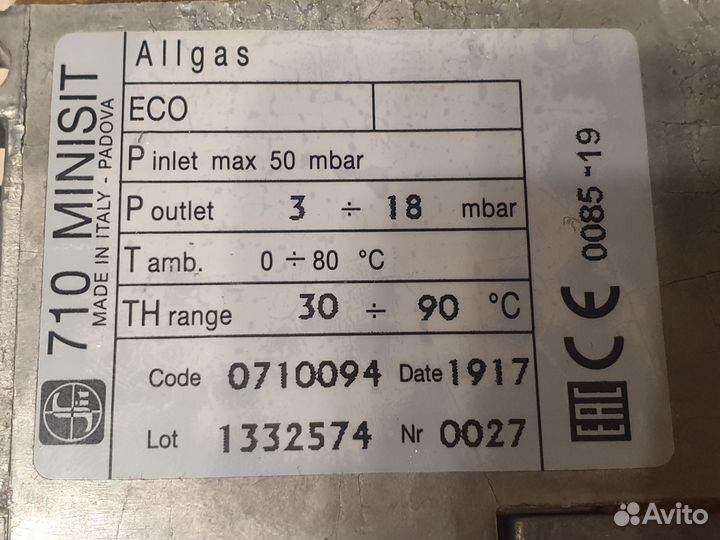 Allgas
ECO
P inlet max 50 mbar
P outlet 3 ÷ 18 mbar
T amb. 0 ÷ 80 °C
TH range 30 ÷ 90 °C
Code 0710094 Date 1917
Lot 1332574 Nr 0027
710 MINISIT
MADE IN ITALY - PADOVA
sit
0085-19
CE
EAC
Avito